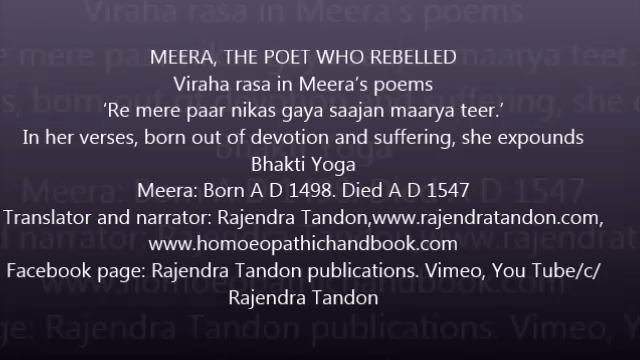 MEERA, THE POET WHO REBELLED
Viraha rasa in Meera’s poems
‘Re mere paar nikas gaya saajan maarya teer.’
In her verses, born out of devotion and suffering, she expounds
Bhakti Yoga
Meera: Born A D 1498. Died A D 1547
Translator and narrator: Rajendra Tandon,www.rajendratandon.com,
www.homoeopathichandbook.com
Facebook page: Rajendra Tandon publications. Vimeo, You Tube/c/
Rajendra Tandon